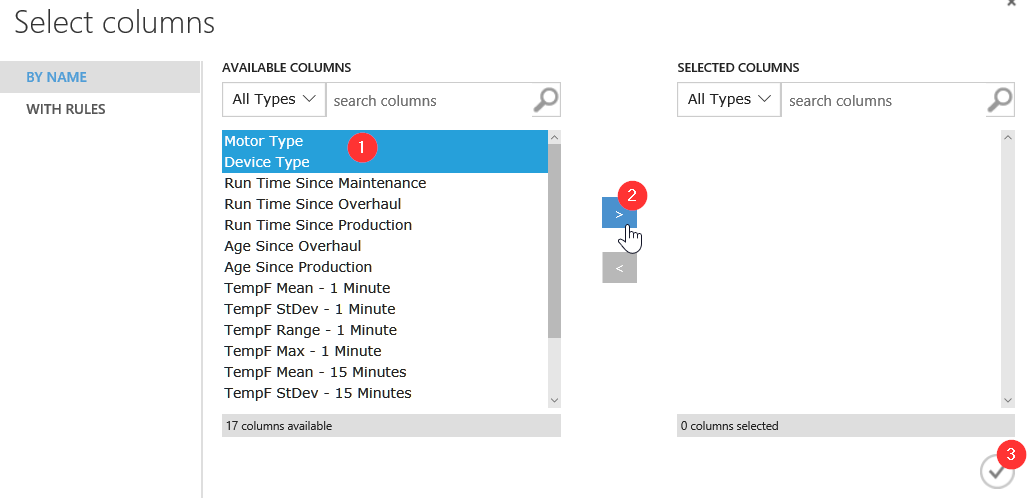 Select columns
BY NAME
WITH RULES
AVAILABLE COLUMNS
All Types
search columns
Motor Type
Device Type
Run Time Since Maintenance
Run Time Since Overhaul
Run Time Since Production
Age Since Overhaul
Age Since Production
TempF Mean - 1 Minute
TempF StDev - 1 Minute
TempF Range - 1 Minute
TempF Max - 1 Minute
TempF Mean - 15 Minutes
TempF StDev - 15 Minutes
17 columns available
1
2
>
<
SELECTED COLUMNS
All Types
search columns
0 columns selected
3